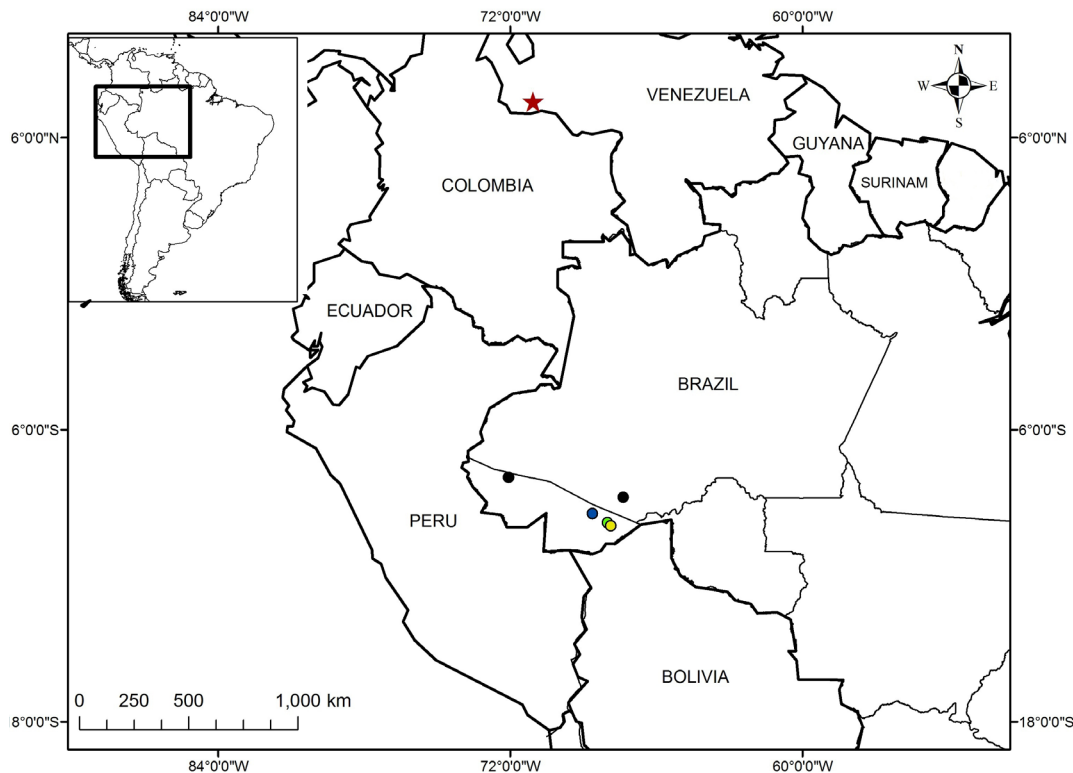 84°0'0"W 72°0'0"W 60°0'0"W
N
W E
S
VENEZUELA
6°0'0"N 6°0'0"N
GUYANA
COLOMBIA
SURINAM
ECUADOR
BRAZIL
6°0'0"S 6°0'0"S
PERU
BOLIVIA
0 250 500 1,000 km
8°0'0"S 18°0'0"S
84°0'0"W 72°0'0"W 60°0'0"W